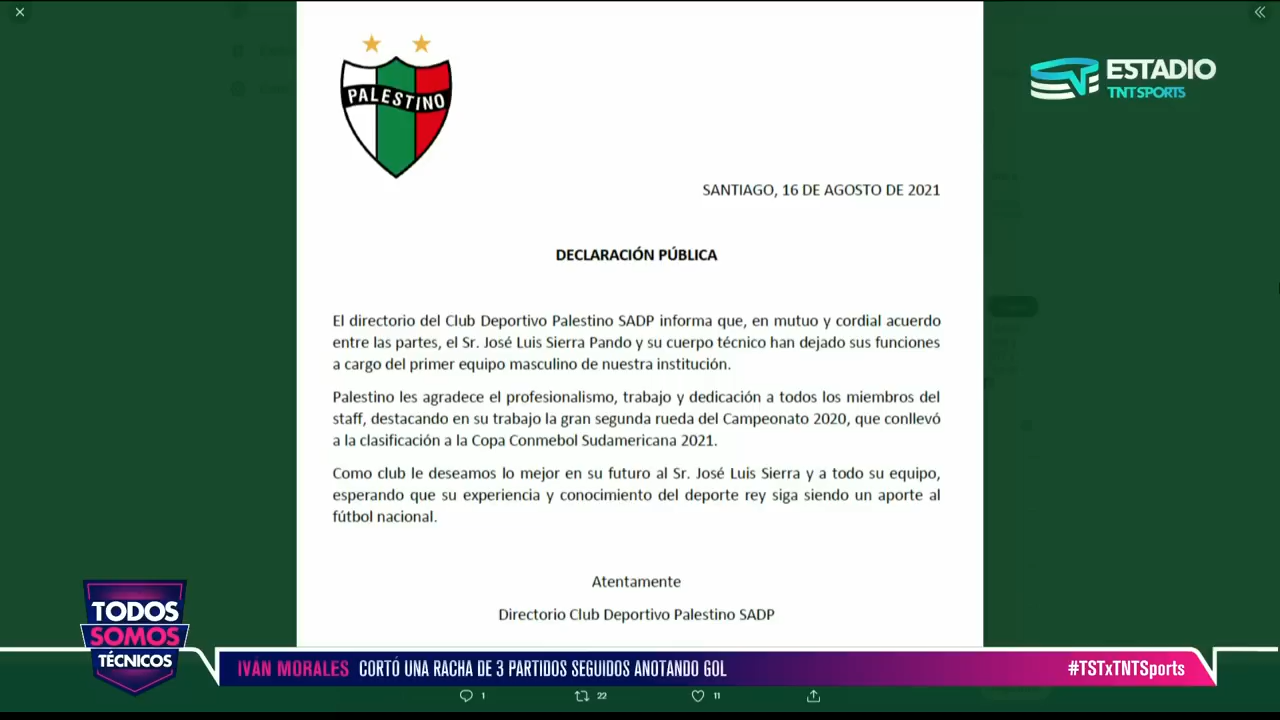 PALESTINO
ESTADIO
TNT SPORTS
SANTIAGO, 16 DE AGOSTO DE 2021
DECLARACIÓN PÚBLICA
El directorio del Club Deportivo Palestino SADP informa que, en mutuo y cordial acuerdo
entre las partes, el Sr. José Luis Sierra Pando y su cuerpo técnico han dejado sus funciones
a cargo del primer equipo masculino de nuestra institución.
Palestino les agradece el profesionalismo, trabajo y dedicación a todos los miembros del
staff, destacando en su trabajo la gran segunda rueda del Campeonato 2020, que conllevó
a la clasificación a la Copa Conmebol Sudamericana 2021.
Como club le deseamos lo mejor en su futuro al Sr. José Luis Sierra y a todo su equipo,
esperando que su experiencia y conocimiento del deporte rey siga siendo un aporte al
fútbol nacional.
Atentamente
Directorio Club Deportivo Palestino SADP
TODOS
SOMOS
TÉCNICOS
IVÁN MORALES CORTÓ UNA RACHA DE 3 PARTIDOS SEGUIDOS ANOTANDO GOL
#TSTxTNTSports
1 22 11